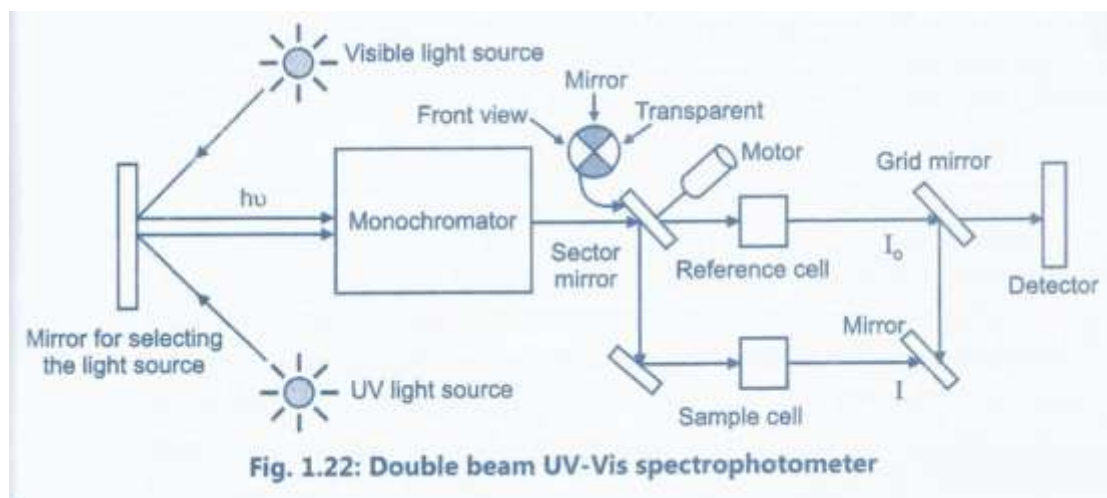 Visible light source
Mirror
Front view
Transparent
Motor
Grid mirror
hυ
Monochromator
Sector
mirror
Reference cell
I₀
Detector
Mirror for selecting
the light source
Mirror
UV light source
Sample cell
I
Fig. 1.22: Double beam UV-Vis spectrophotometer